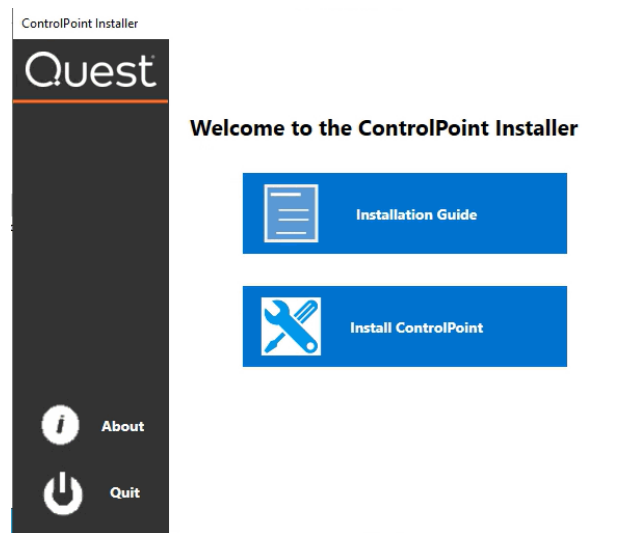 ControlPoint Installer
Quest
Welcome to the ControlPoint Installer
Installation Guide
Install ControlPoint
About
Quit